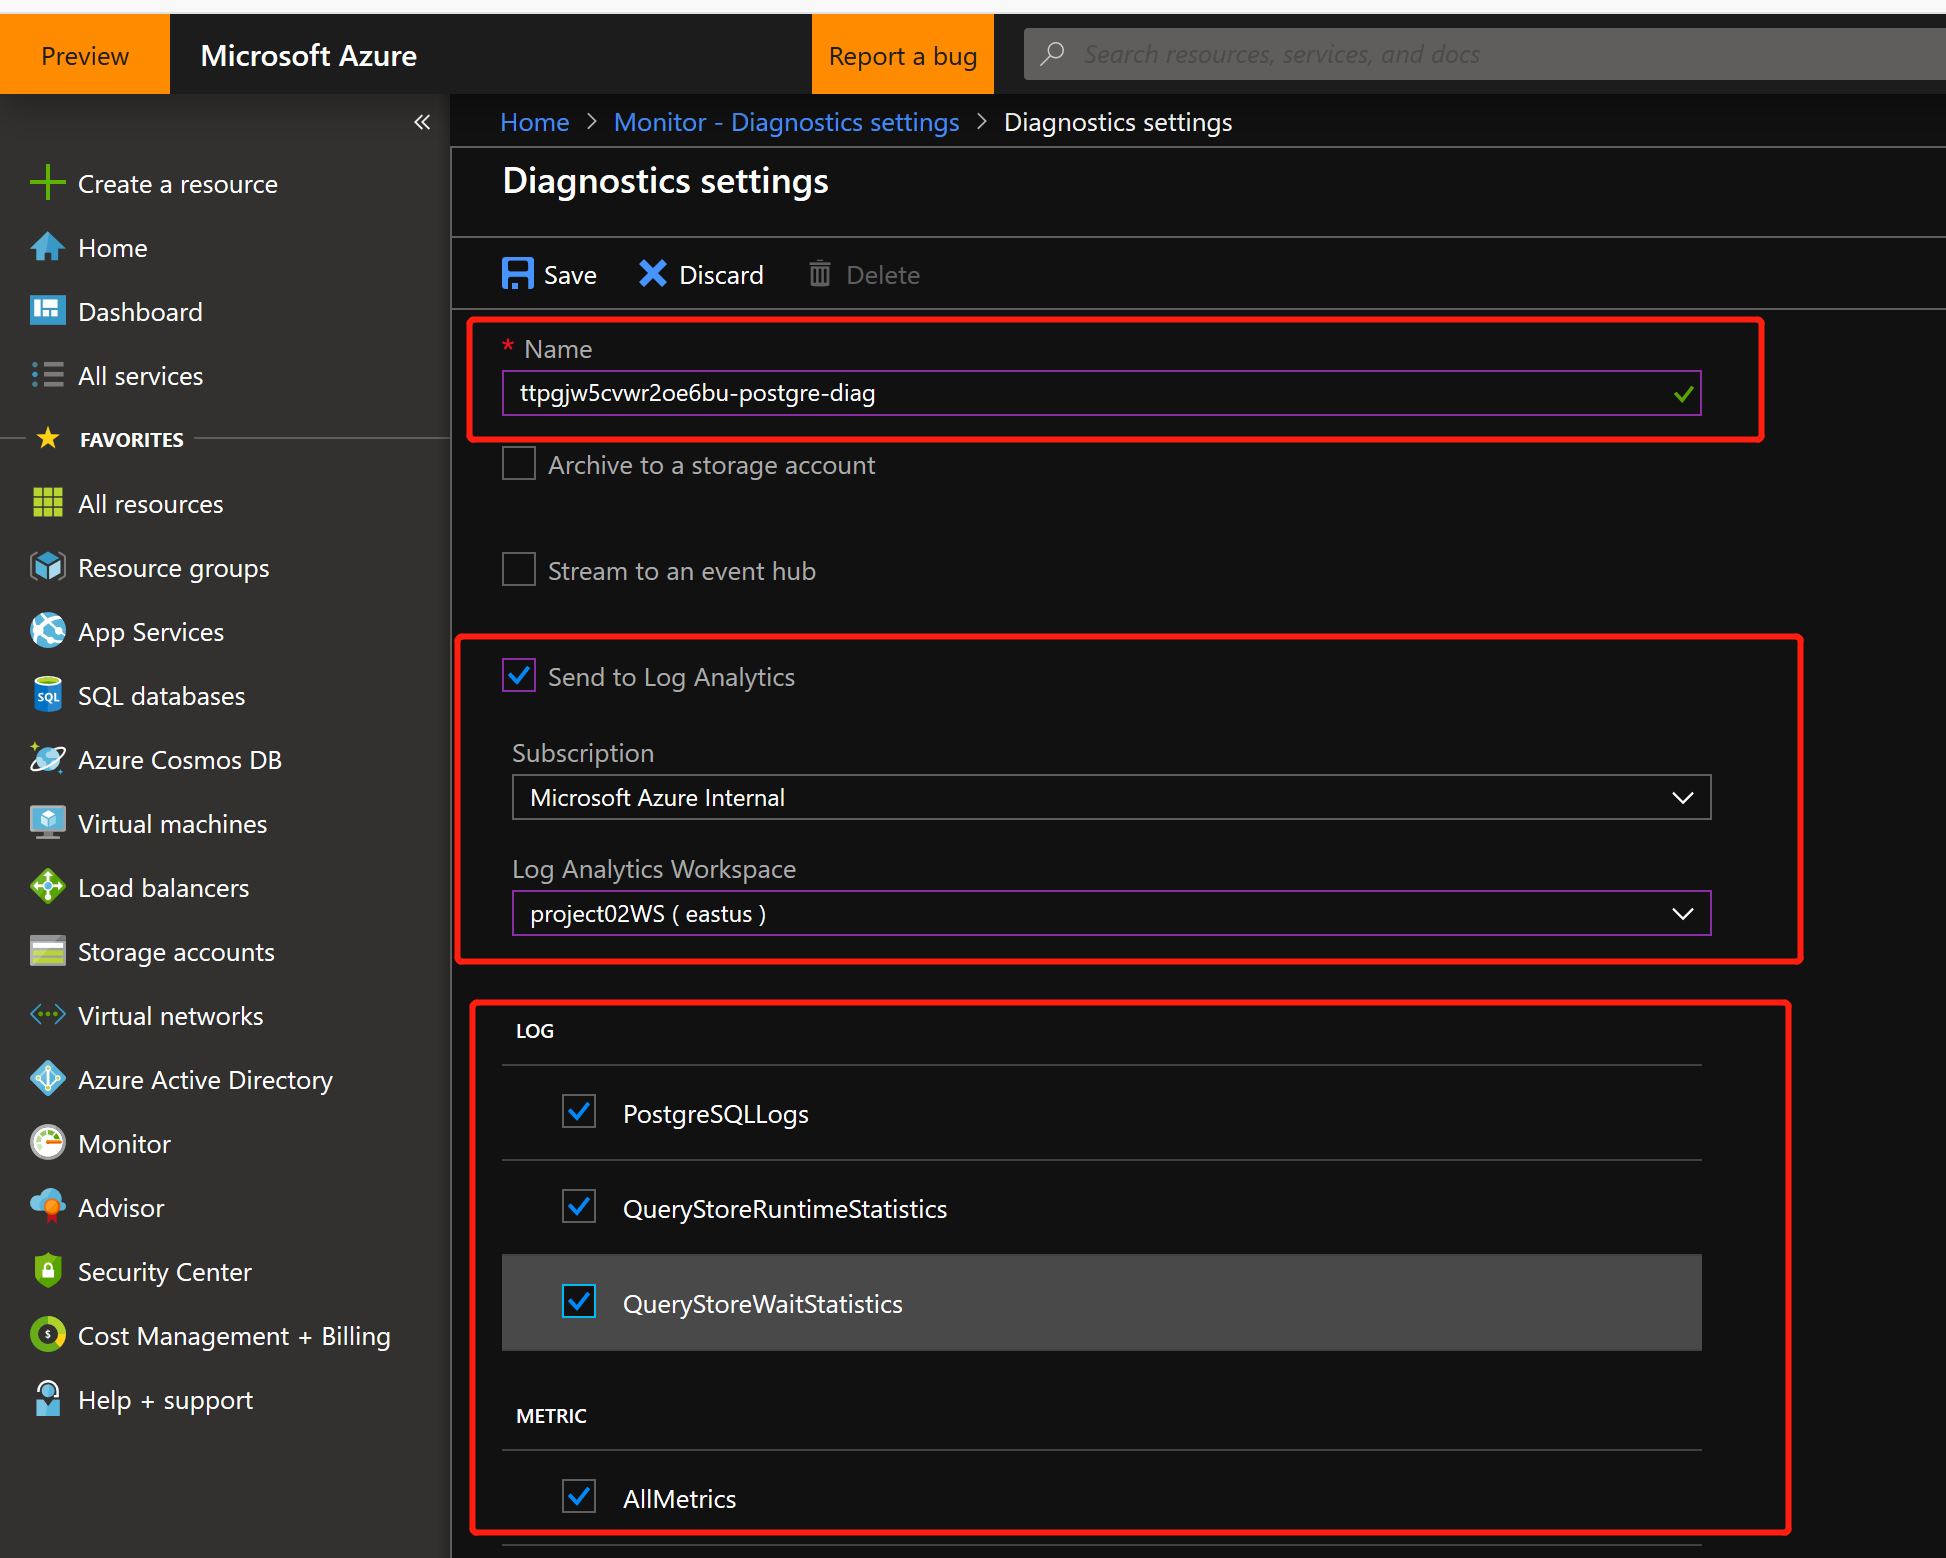 Preview
Microsoft Azure
Report a bug
Search resources, services, and docs
Home > Monitor - Diagnostics settings > Diagnostics settings
Diagnostics settings
Save
Discard
Delete
Create a resource
Home
Dashboard
All services
FAVORITES
All resources
Resource groups
App Services
SQL
SQL databases
Azure Cosmos DB
Virtual machines
Load balancers
Storage accounts
Virtual networks
Azure Active Directory
Monitor
Advisor
Security Center
$
Cost Management + Billing
Help + support
* Name
ttpgjw5cvwr2oe6bu-postgre-diag
Archive to a storage account
Stream to an event hub
Send to Log Analytics
Subscription
Microsoft Azure Internal
Log Analytics Workspace
project02WS ( eastus )
LOG
PostgreSQLLogs
QueryStoreRuntimeStatistics
QueryStoreWaitStatistics
METRIC
AllMetrics